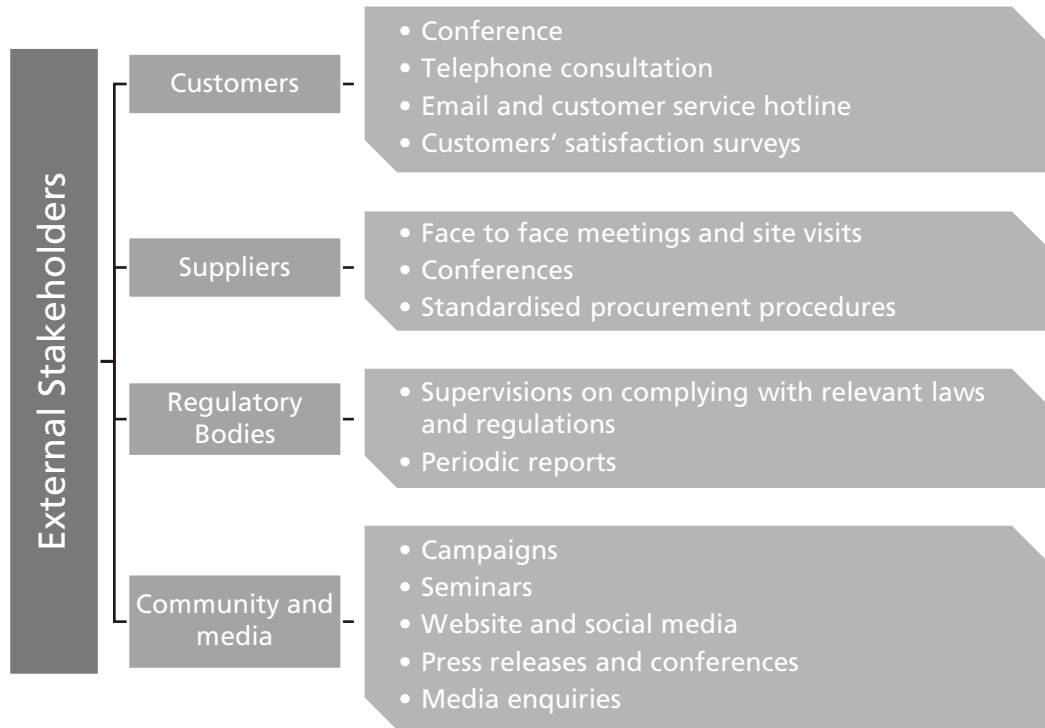 External Stakeholders
Customers
• Conference
• Telephone consultation
• Email and customer service hotline
• Customers’ satisfaction surveys
Suppliers
• Face to face meetings and site visits
• Conferences
• Standardised procurement procedures
Regulatory
Bodies
• Supervisions on complying with relevant laws
and regulations
• Periodic reports
Community and
media
• Campaigns
• Seminars
• Website and social media
• Press releases and conferences
• Media enquiries